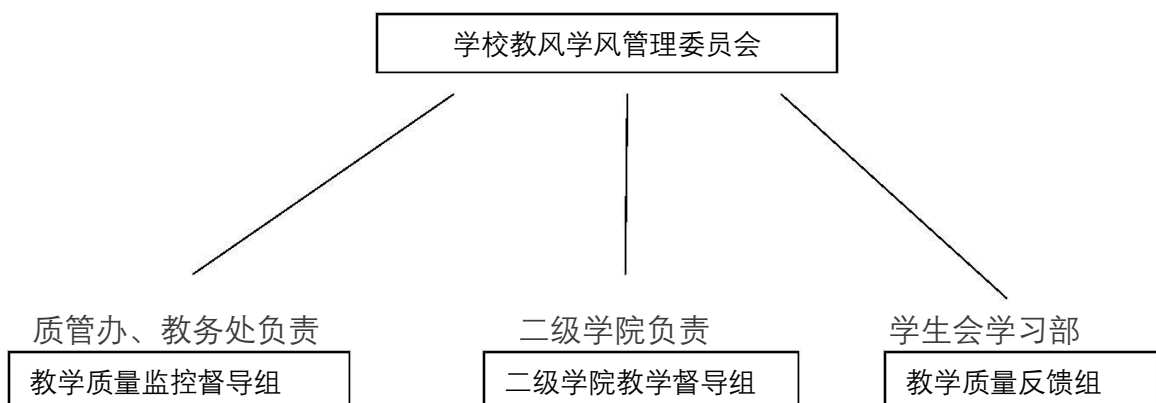 学校教风学风管理委员会
质管办、教务处负责
二级学院负责
学生会学习部
教学质量监控督导组
二级学院教学督导组
教学质量反馈组